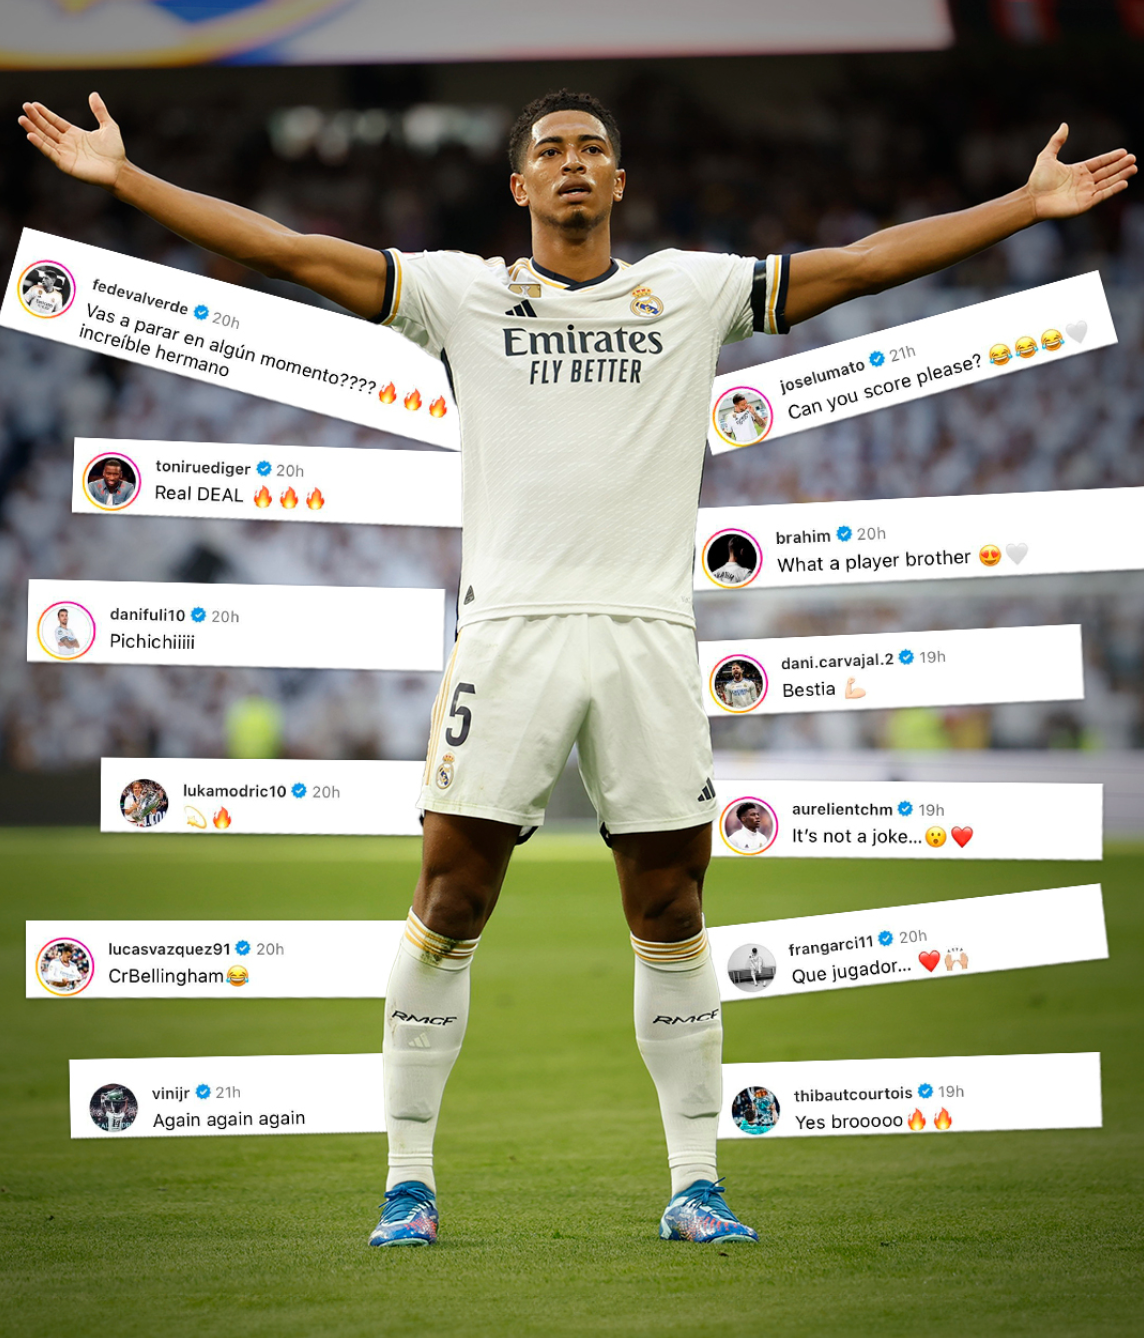 fedevalverde 20h
Vas a parar en algún momento????🔥🔥🔥
increíble hermano
joselumato 21h
Can you score please? 😂😂😂🤍
Emirates
FLY BETTER
toniruediger 20h
Real DEAL 🔥🔥🔥
brahim 20h
What a player brother 😍🤍
danifuli10 20h
Pichichiiiii
dani.carvajal.2 19h
Bestia 💪🏻
5
lukamodric10 20h
💫🔥
aurelientchm 19h
It's not a joke...😮❤️
lucasvazquez91 20h
CrBellingham😂
frangarci11 20h
Que jugador... ❤️🙌🏻
RMCF
RMCF
vinijr 21h
Again again again
thibautcourtois 19h
Yes brooooo🔥🔥